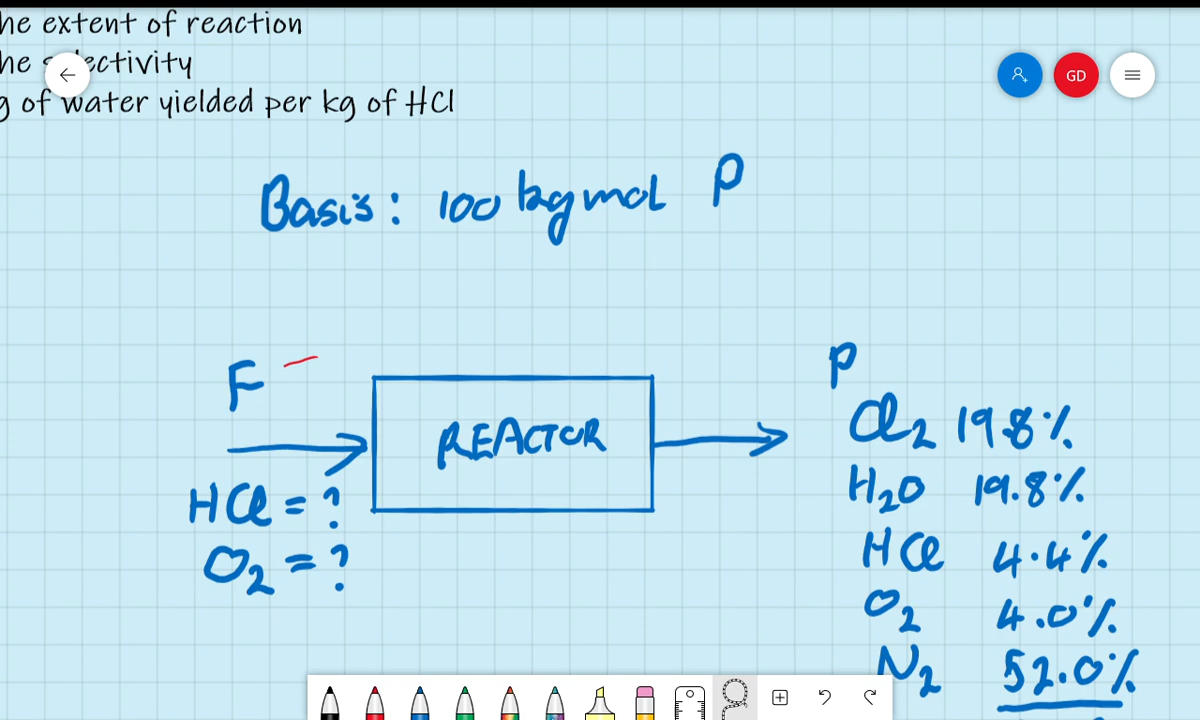 he extent of reaction
he selectivity
g of water yielded per kg of HCl
GD
Basis: 100 kgmol P
F
REACTOR
HCl = ?
O2 = ?
P
Cl2 19.8%
H2O 19.8%
HCl 4.4%
O2 4.0%
N2 52.0%